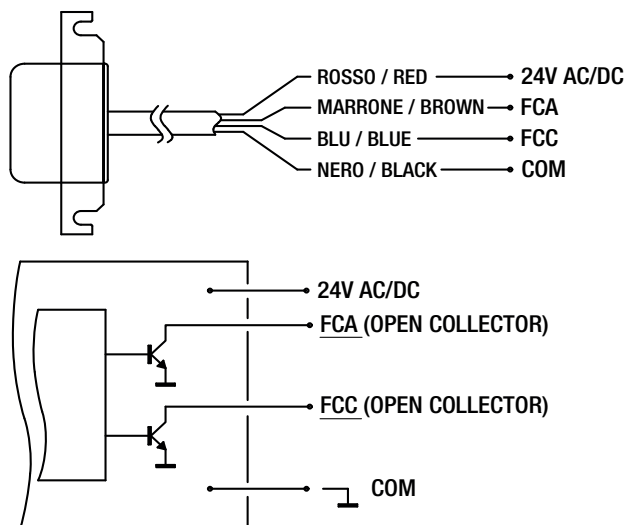 ROSSO / RED 24V AC/DC
MARRONE / BROWN FCA
BLU / BLUE FCC
NERO / BLACK COM
24V AC/DC
FCA (OPEN COLLECTOR)
FCC (OPEN COLLECTOR)
COM